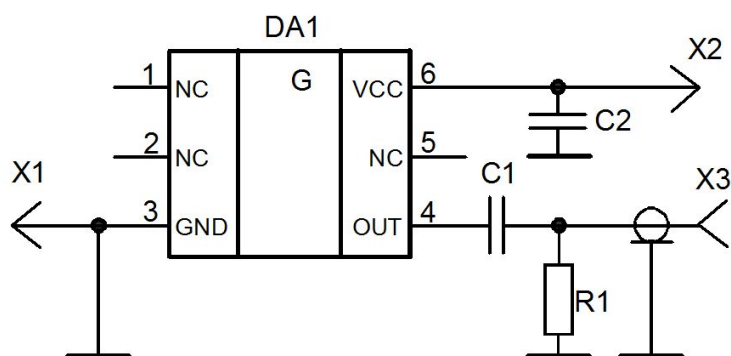 DA1
X2
1 NC G VCC 6
C2
2 NC NC 5
X1 C1 X3
3 GND OUT 4
R1